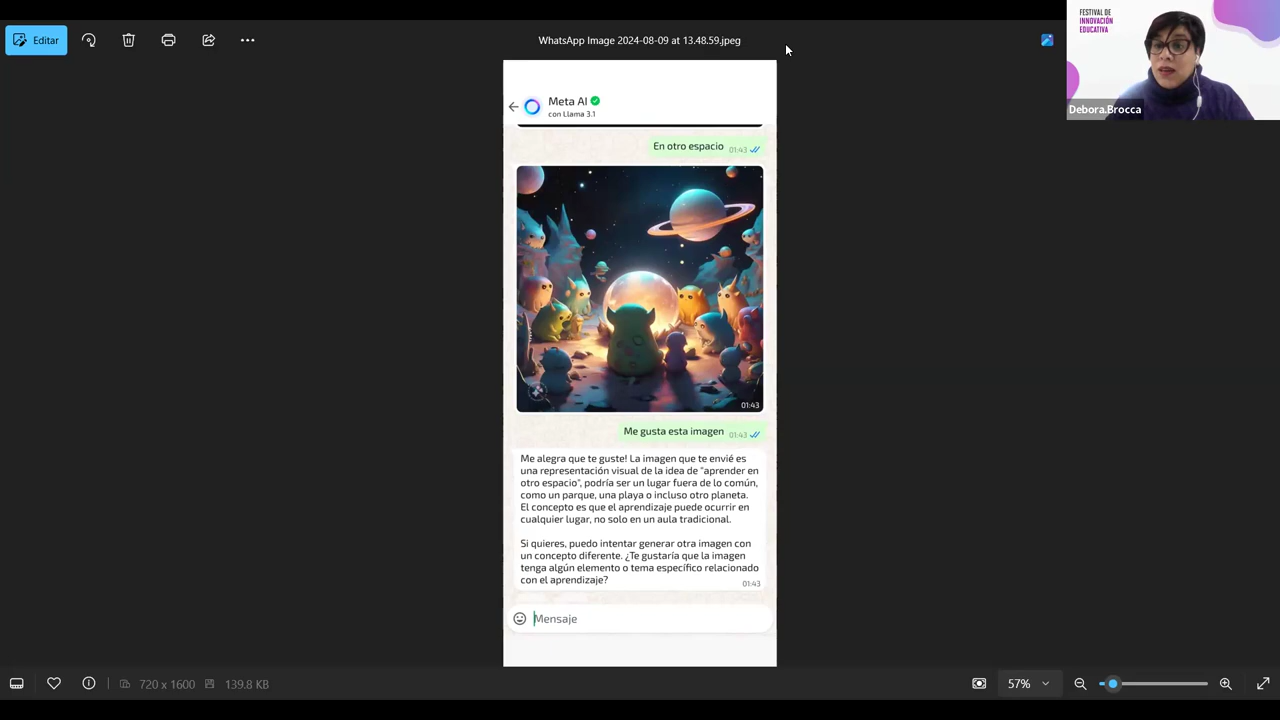 Editar
WhatsApp Image 2024-08-09 at 13.48.59.jpeg
FESTIVAL DE
INNOVACIÓN
EDUCATIVA
Debora.Brocca
Meta AI
con Llama 3.1
En otro espacio 01:43
01:43
Me gusta esta imagen 01:43
Me alegra que te guste! La imagen que te envié es
una representación visual de la idea de "aprender en
otro espacio", podría ser un lugar fuera de lo común,
como un parque, una playa o incluso otro planeta.
El concepto es que el aprendizaje puede ocurrir en
cualquier lugar, no solo en un aula tradicional.
Si quieres, puedo intentar generar otra imagen con
un concepto diferente. ¿Te gustaría que la imagen
tenga algún elemento o tema específico relacionado
con el aprendizaje? 01:43
Mensaje
720 x 1600 139.8 KB 57%